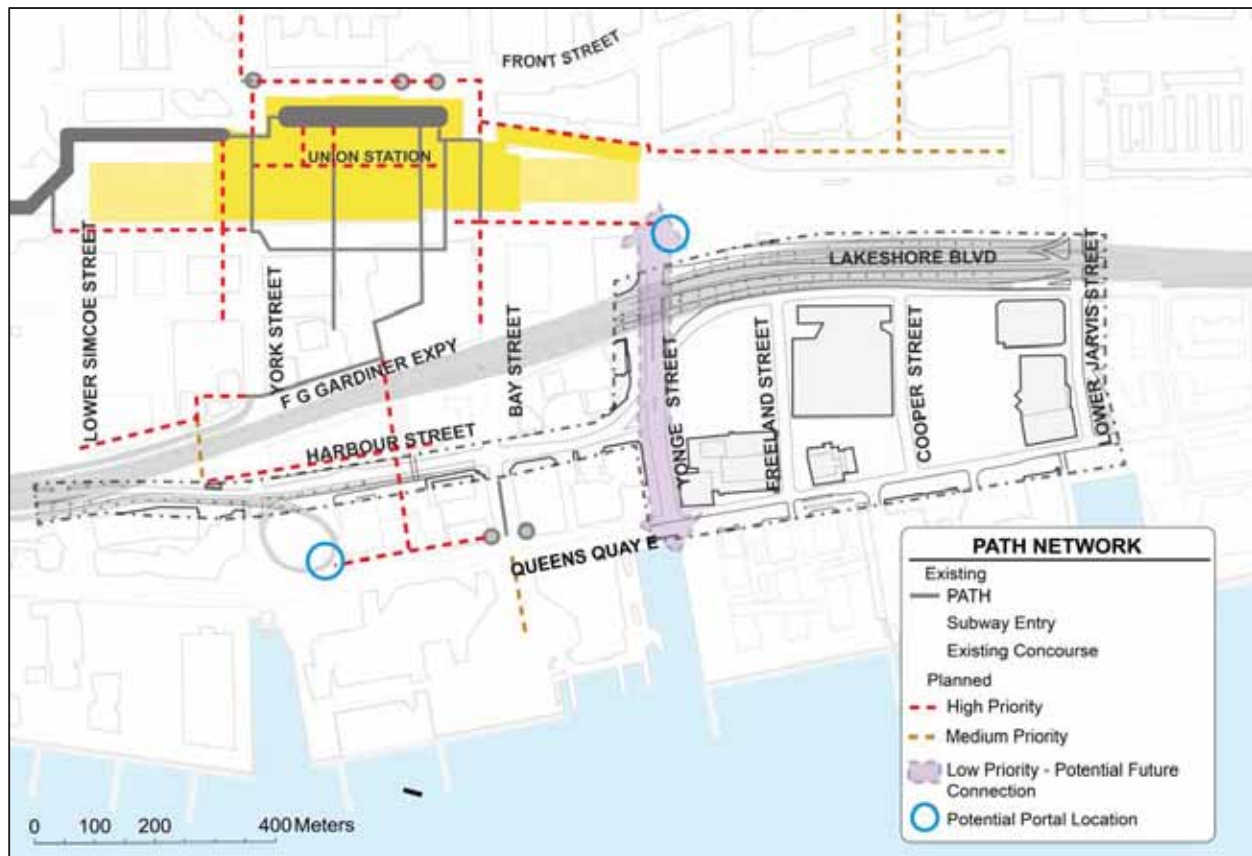 FRONT STREET
UNION STATION
LOWER SIMCOE STREET
YORK STREET
F G GARDINER EXPY
BAY STREET
HARBOUR STREET
LAKESHORE BLVD
YONGE STREET
FREELAND STREET
COOPER STREET
LOWER JARVIS STREET
QUEENS QUAY E
PATH NETWORK
Existing
PATH
Subway Entry
Existing Concourse
Planned
High Priority
Medium Priority
Low Priority - Potential Future
Connection
Potential Portal Location
0 100 200 400 Meters